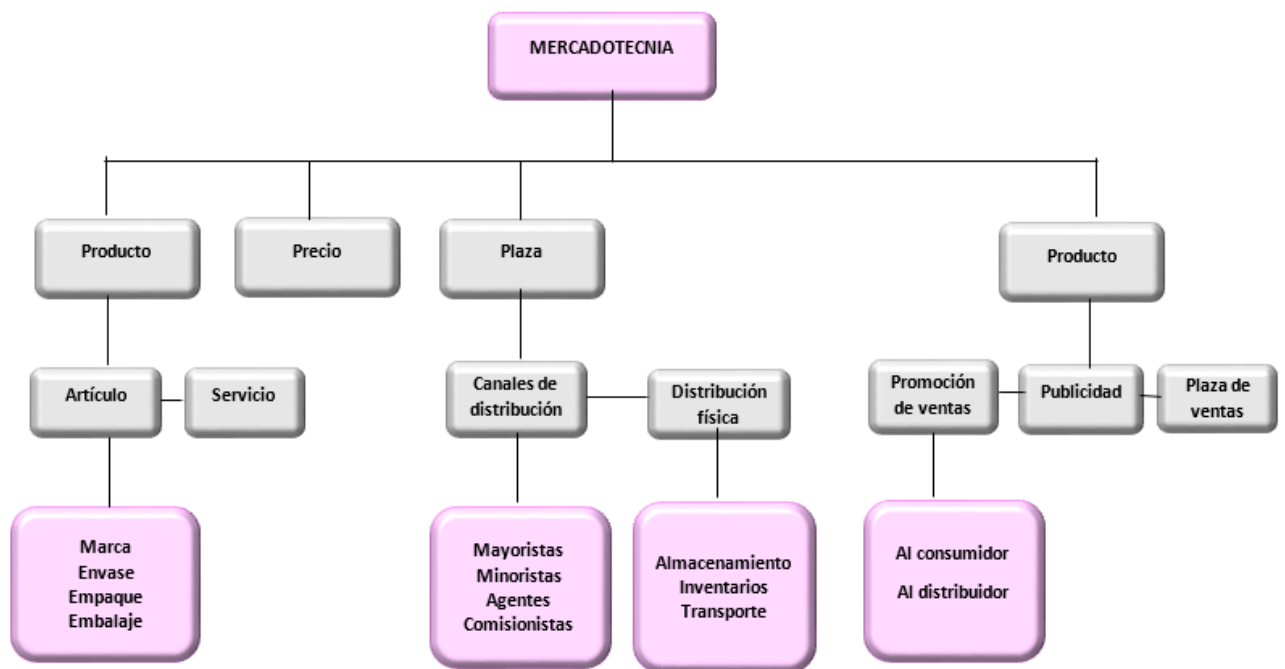 MERCADOTECNIA
Producto
Precio
Plaza
Producto
Artículo
Servicio
Canales de
distribución
Distribución
física
Promoción
de ventas
Publicidad
Plaza de
ventas
Marca
Envase
Empaque
Embalaje
Mayoristas
Minoristas
Agentes
Comisionistas
Almacenamiento
Inventarios
Transporte
Al consumidor
Al distribuidor